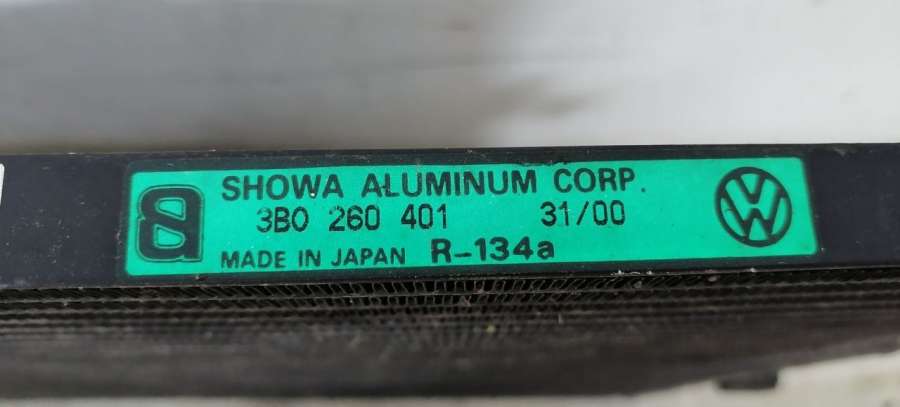 SHOWA ALUMINUM CORP.
3B0 260 401 31/00
MADE IN JAPAN R-134a